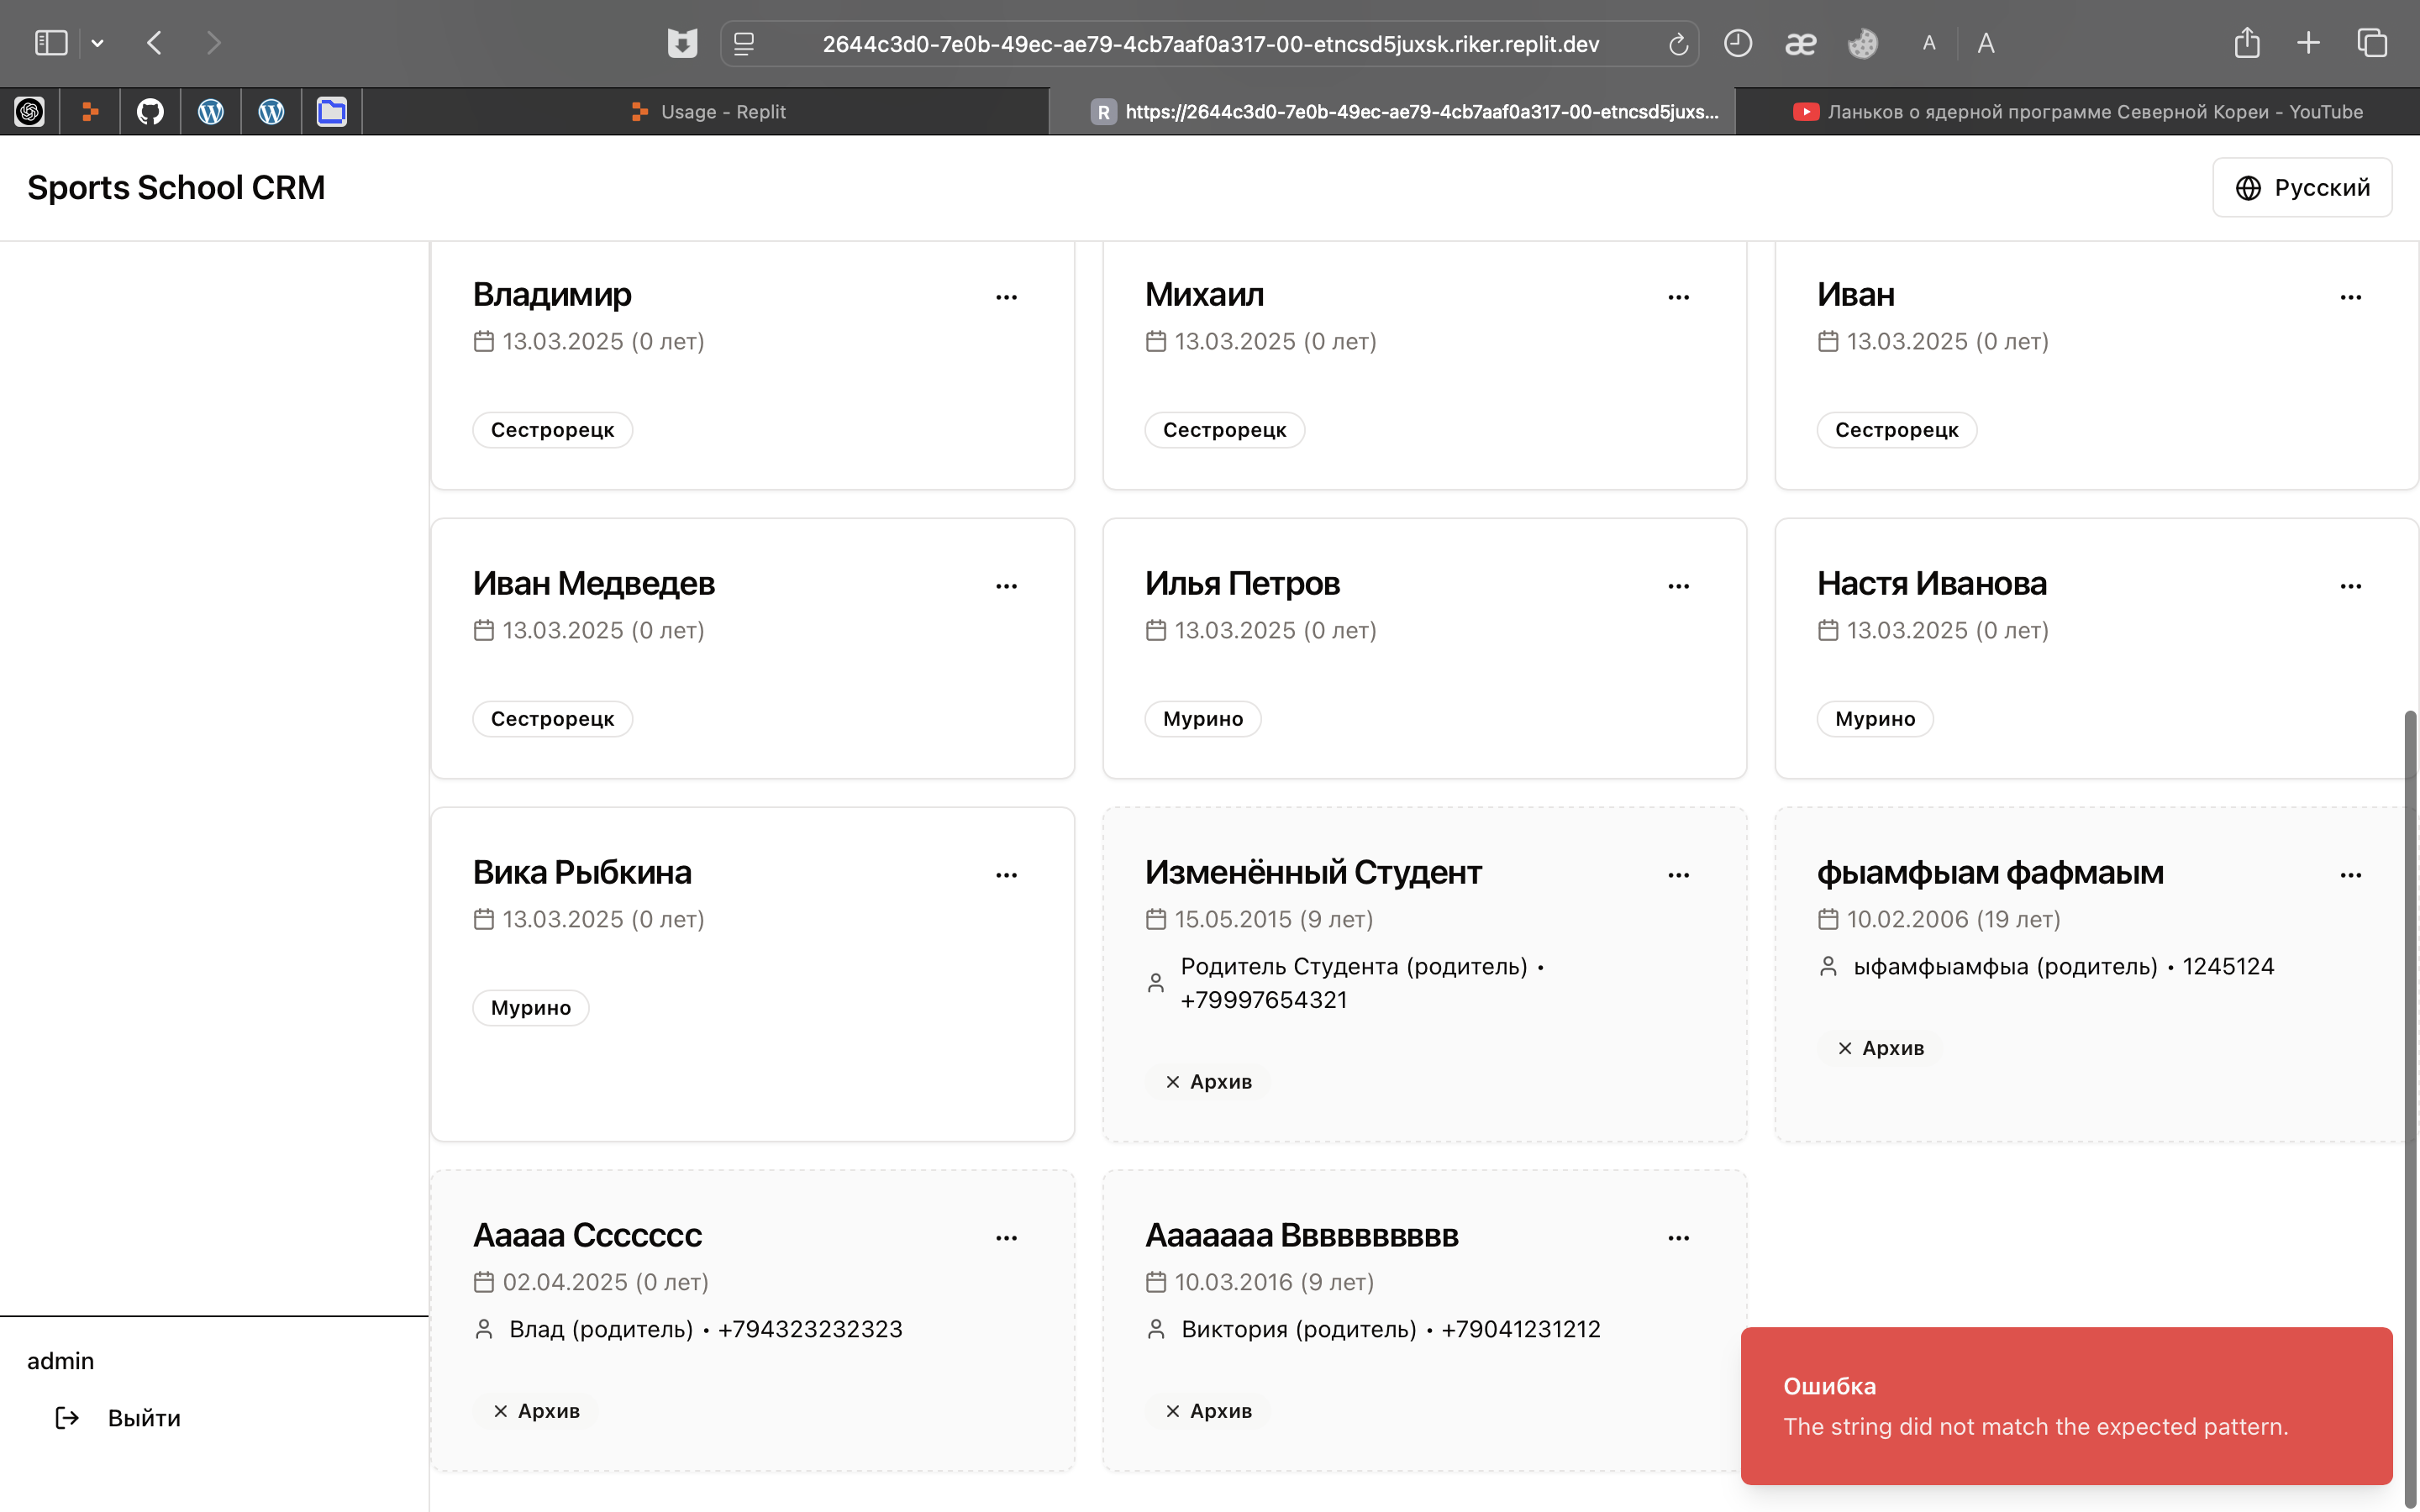 2644c3d0-7e0b-49ec-ae79-4cb7aaf0a317-00-etncsd5juxsk.riker.replit.dev
æ A A
Usage - Replit
R https://2644c3d0-7e0b-49ec-ae79-4cb7aaf0a317-00-etncsd5juxs...
Ланьков о ядерной программе Северной Кореи - YouTube
Sports School CRM
Русский
Владимир
13.03.2025 (0 лет)
Сестрорецк
Михаил
13.03.2025 (0 лет)
Сестрорецк
Иван
13.03.2025 (0 лет)
Сестрорецк
Иван Медведев
13.03.2025 (0 лет)
Сестрорецк
Илья Петров
13.03.2025 (0 лет)
Мурино
Настя Иванова
13.03.2025 (0 лет)
Мурино
Вика Рыбкина
13.03.2025 (0 лет)
Мурино
Изменённый Студент
15.05.2015 (9 лет)
Родитель Студента (родитель) •
+79997654321
Архив
фыамфыам фафмаым
10.02.2006 (19 лет)
ыфамфыамфыа (родитель) • 1245124
Архив
Ааааа Ссссссс
02.04.2025 (0 лет)
Влад (родитель) • +794323232323
Архив
Ааааааа Вввввввввв
10.03.2016 (9 лет)
Виктория (родитель) • +79041231212
Архив
admin
Выйти
Ошибка
The string did not match the expected pattern.